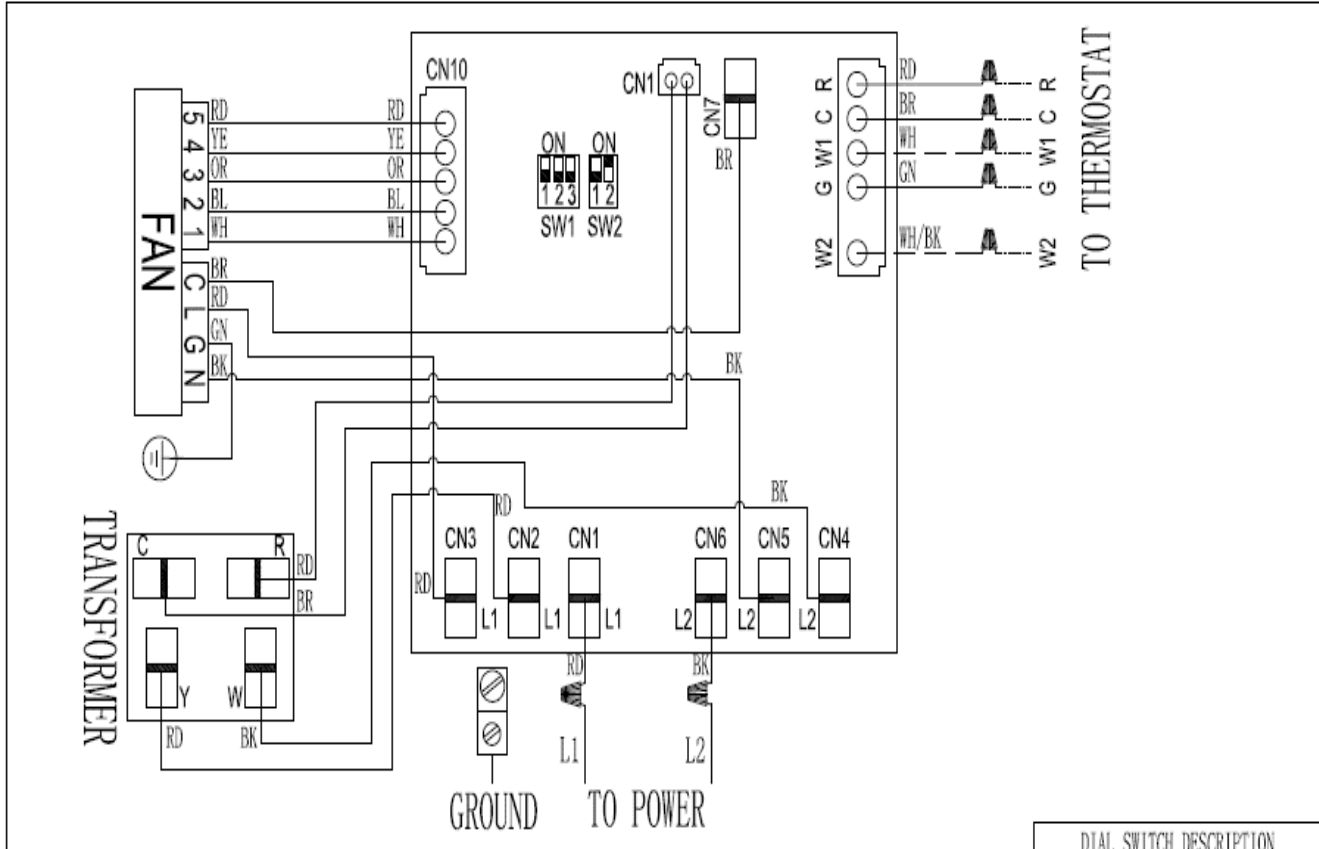 CN10
CN1
CN7
BR
ON ON
1 2 3 1 2
SW1 SW2
FAN
5 RD RD
4 YE YE
3 OR OR
2 BL BL
1 WH WH
C BR
L RD
G GN
N BK
BK
R RD R
C BR C
W1 WH W1
G GN G
W2 WH/BK W2
TO THERMOSTAT
TRANSFORMER
C R
RD
BR
Y W
RD BK
RD
BK
CN3 CN2 CN1 CN6 CN5 CN4
RD
L1 L1 L1 L2 L2 L2
RD BK
L1 L2
GROUND TO POWER
DIAL SWITCH DESCRIPTION